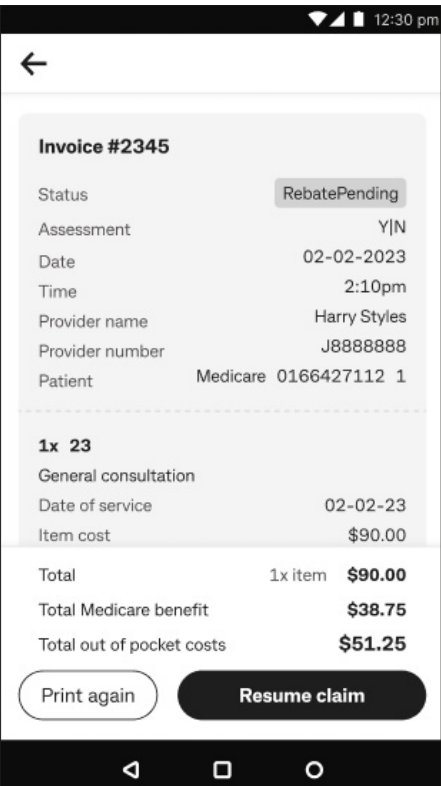 12:30 pm
Invoice #2345
Status RebatePending
Assessment Y|N
Date 02-02-2023
Time 2:10pm
Provider name Harry Styles
Provider number J8888888
Patient Medicare 0166427112 1
1x 23
General consultation
Date of service 02-02-23
Item cost $90.00
Total 1x item $90.00
Total Medicare benefit $38.75
Total out of pocket costs $51.25
Print again Resume claim